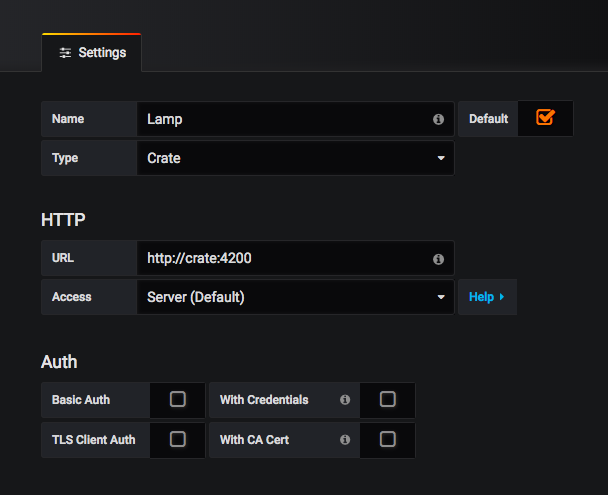 Settings
Name Lamp Default
Type Crate
HTTP
URL http://crate:4200
Access Server (Default) Help
Auth
Basic Auth With Credentials
TLS Client Auth With CA Cert